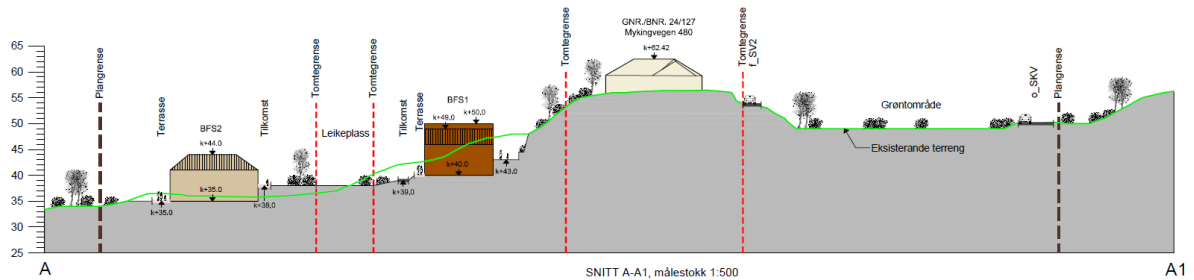 GNR./BNR. 24/127
Mykingvegen 480
k+62.42
65
60
55
50
45
40
35
30
25
Plangrense
Terrasse
BFS2
k+44.0
k+35.0
k+35.0
Tilkomst
k+38,0
Tomtegrense
Leikeplass
Tomtegrense
Tilkomst
k+39,0
Terrasse
BFS1
k+49.0
k+50,0
k+40.0
k+43,0
Tomtegrense
Tomtegrense
f_SV2
Grøntområde
Eksisterande terreng
o_SKV
Plangrense
A
SNITT A-A1, målestokk 1:500
A1